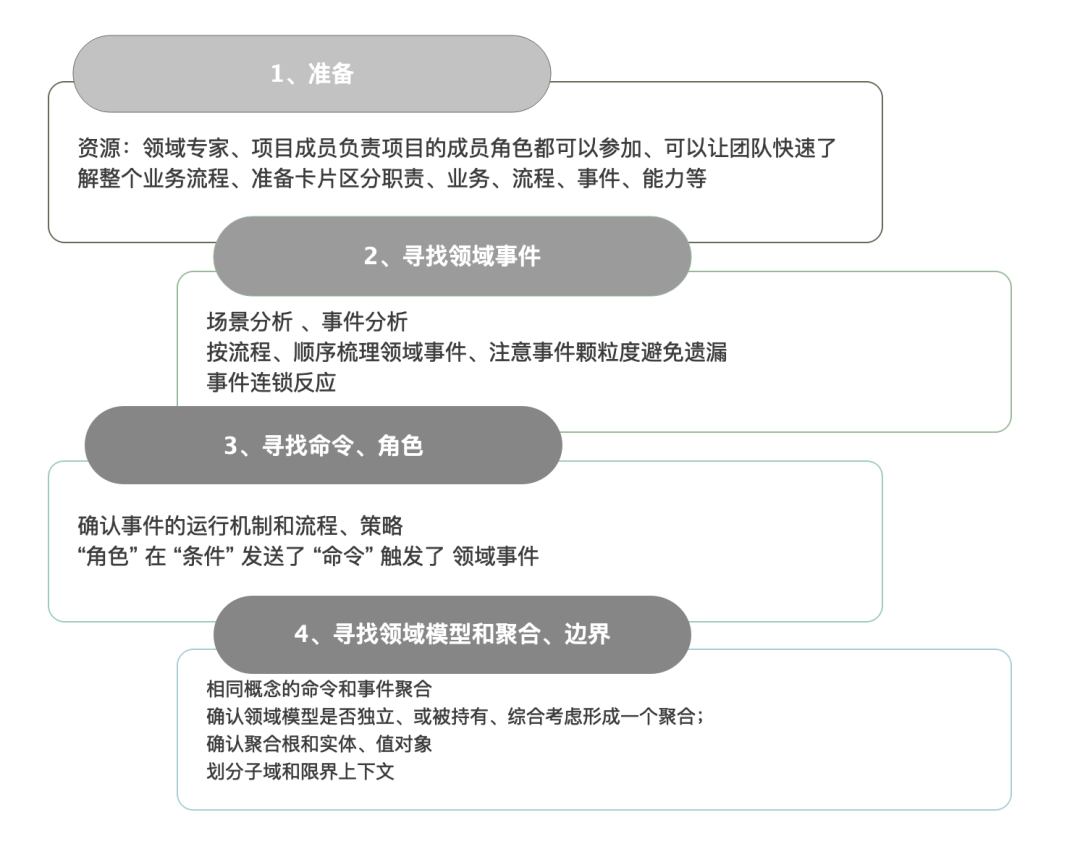 1、准备
资源：领域专家、项目成员负责项目的成员角色都可以参加、可以让团队快速了
解整个业务流程、准备卡片区分职责、业务、流程、事件、能力等
2、寻找领域事件
场景分析 、事件分析
按流程、顺序梳理领域事件、注意事件颗粒度避免遗漏
事件连锁反应
3、寻找命令、角色
确认事件的运行机制和流程、策略
“角色” 在 “条件” 发送了 “命令” 触发了 领域事件
4、寻找领域模型和聚合、边界
相同概念的命令和事件聚合
确认领域模型是否独立、或被持有、综合考虑形成一个聚合；
确认聚合根和实体、值对象
划分子域和限界上下文